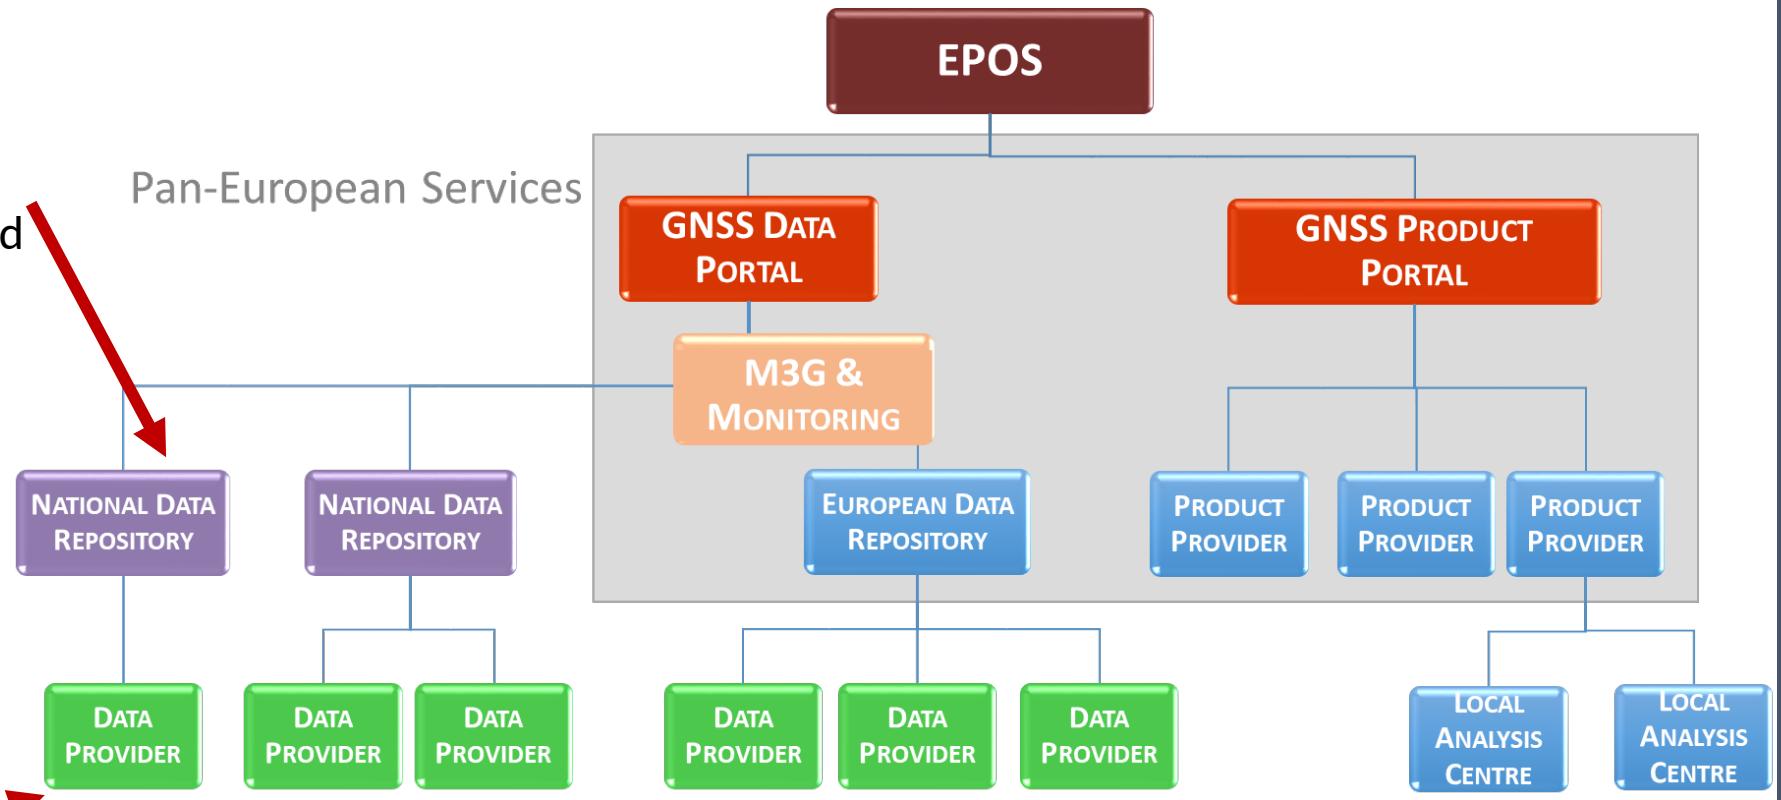 EPOS
Pan-European Services
d
GNSS DATA
PORTAL
GNSS PRODUCT
PORTAL
M3G &
MONITORING
NATIONAL DATA
REPOSITORY
NATIONAL DATA
REPOSITORY
EUROPEAN DATA
REPOSITORY
PRODUCT
PROVIDER
PRODUCT
PROVIDER
PRODUCT
PROVIDER
DATA
PROVIDER
DATA
PROVIDER
DATA
PROVIDER
DATA
PROVIDER
DATA
PROVIDER
DATA
PROVIDER
LOCAL
ANALYSIS
CENTRE
LOCAL
ANALYSIS
CENTRE